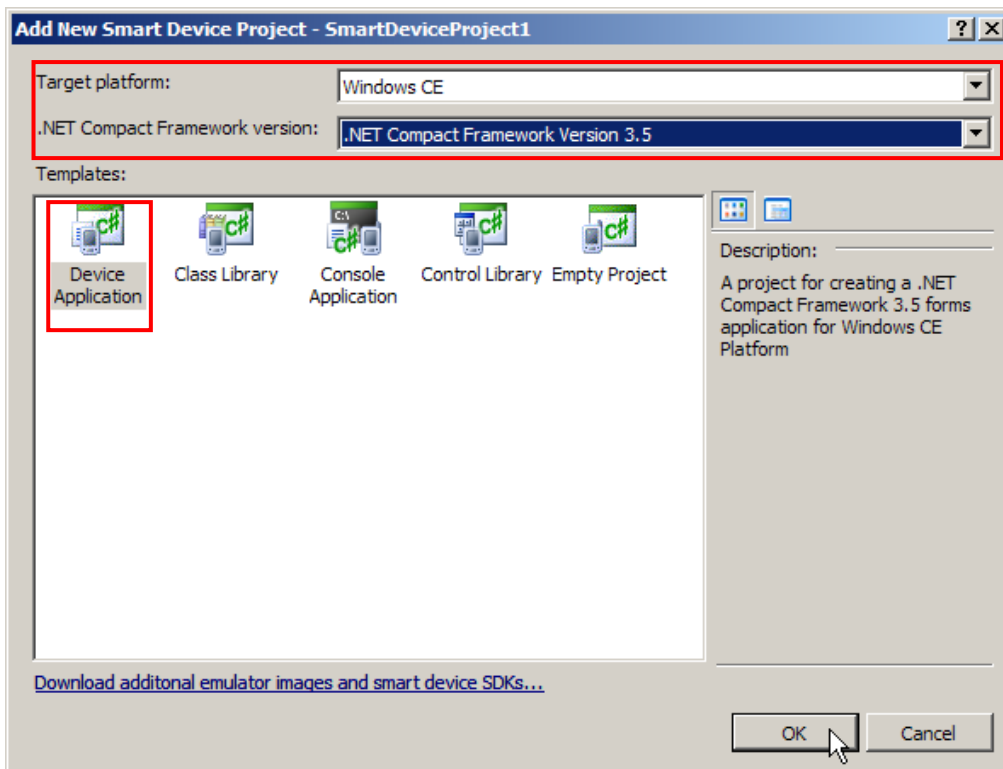 Add New Smart Device Project - SmartDeviceProject1
Target platform:
Windows CE
.NET Compact Framework version:
.NET Compact Framework Version 3.5
Templates:
Device
Application
Class Library
Console
Application
Control Library
Empty Project
Description:
A project for creating a .NET
Compact Framework 3.5 forms
application for Windows CE
Platform
Download additonal emulator images and smart device SDKs...
OK
Cancel